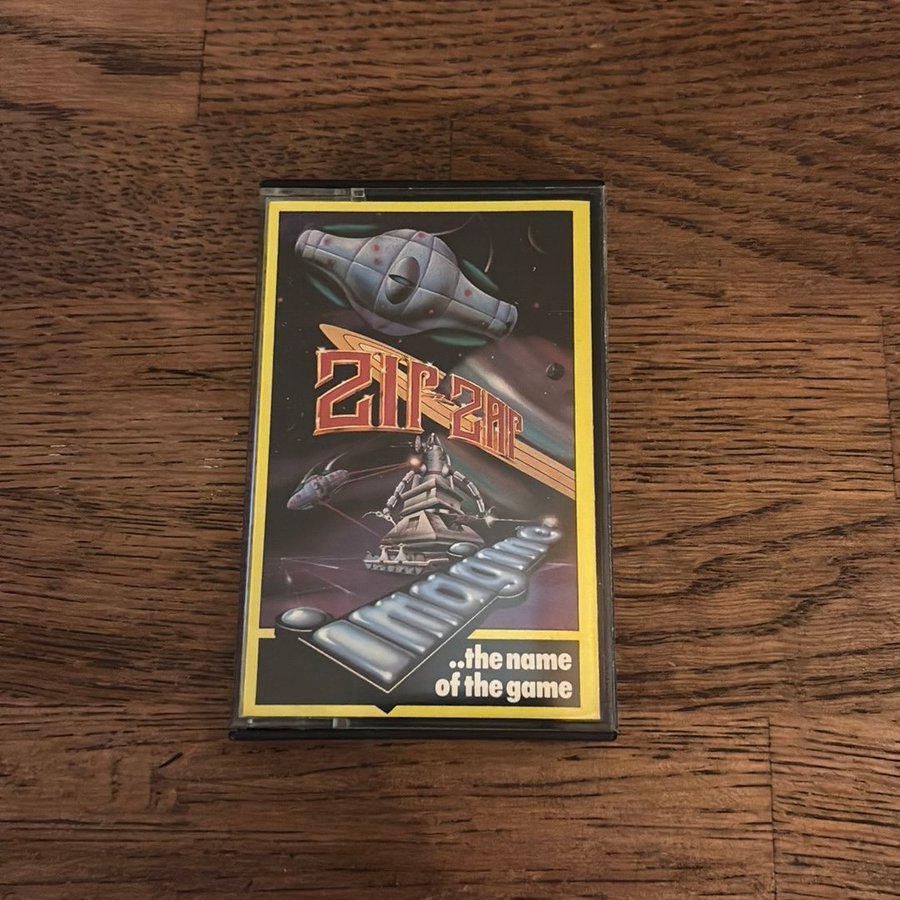 ZIP-ZAP
imagine
..the name
of the game